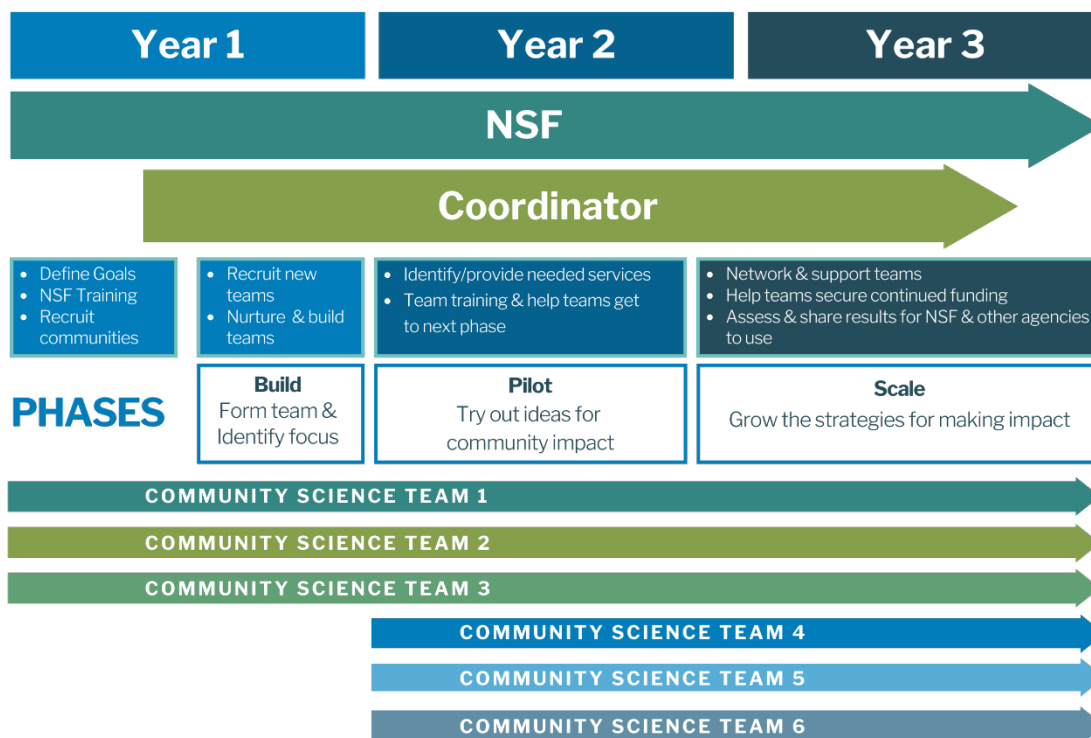 Year 1
Year 2
Year 3
NSF
Coordinator
• Define Goals
• NSF Training
• Recruit
communities
• Recruit new
teams
• Nurture & build
teams
• Identify/provide needed services
• Team training & help teams get
to next phase
• Network & support teams
• Help teams secure continued funding
• Assess & share results for NSF & other agencies
to use
PHASES
Build
Form team &
Identify focus
Pilot
Try out ideas for
community impact
Scale
Grow the strategies for making impact
COMMUNITY SCIENCE TEAM 1
COMMUNITY SCIENCE TEAM 2
COMMUNITY SCIENCE TEAM 3
COMMUNITY SCIENCE TEAM 4
COMMUNITY SCIENCE TEAM 5
COMMUNITY SCIENCE TEAM 6